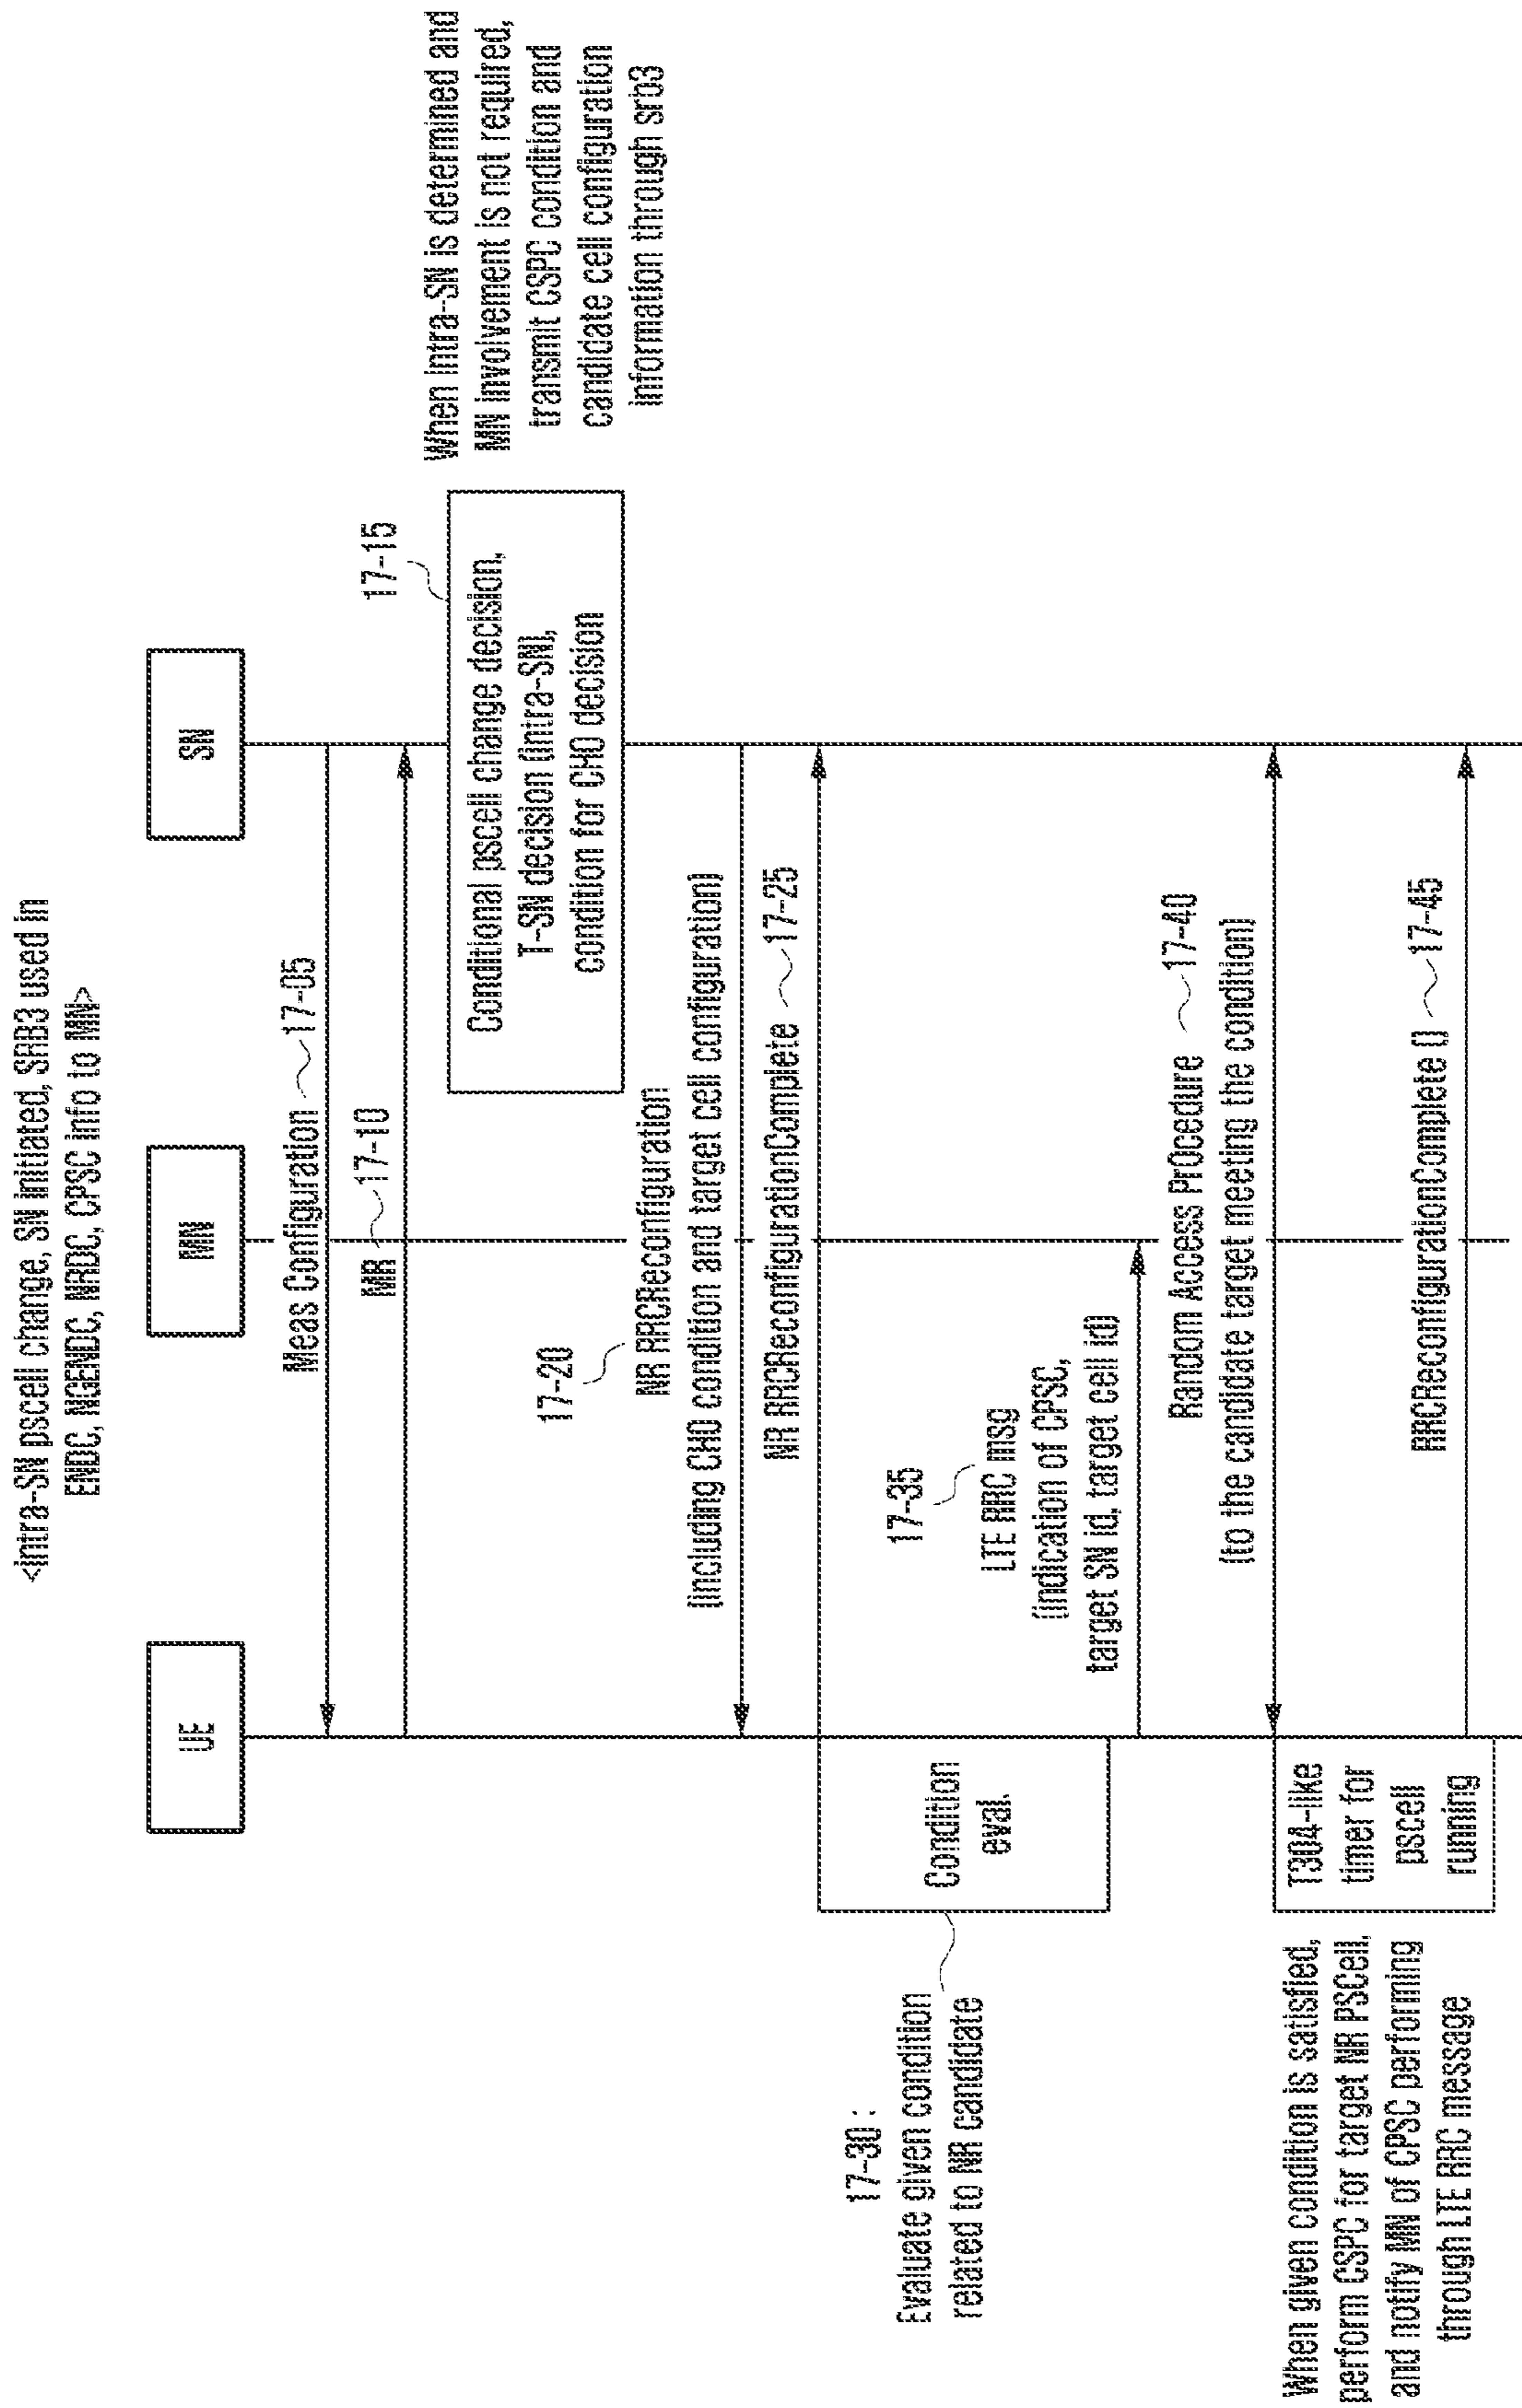 <intra-SN pscell change, SN initiated, SRB3 used in
ENDC, NGENDC, NRDC, CPSC info to MN>
UE
MN
SN
Meas Configuration 17-05
MR 17-10
17-15
Conditional pscell change decision,
T-SN decision (intra-SN),
condition for CHO decision
When intra-SN is determined and
MN involvement is not required,
transmit CSPC condition and
candidate cell configuration
information through srb3
17-20
NR RRCReconfiguration
(including CHO condition and target cell configuration)
NR RRCReconfigurationComplete 17-25
17-30 :
Evaluate given condition
related to NR candidate
Condition
eval.
17-35
LTE RRC msg
(indication of CPSC,
target SN id, target cell id)
Random Access PrOcedure 17-40
(to the candidate target meeting the condition)
When given condition is satisfied,
perform CSPC for target NR PSCell,
and notify MN of CPSC performing
through LTE RRC message
T304-like
timer for
pscell
running
RRCReconfigurationComplete () 17-45